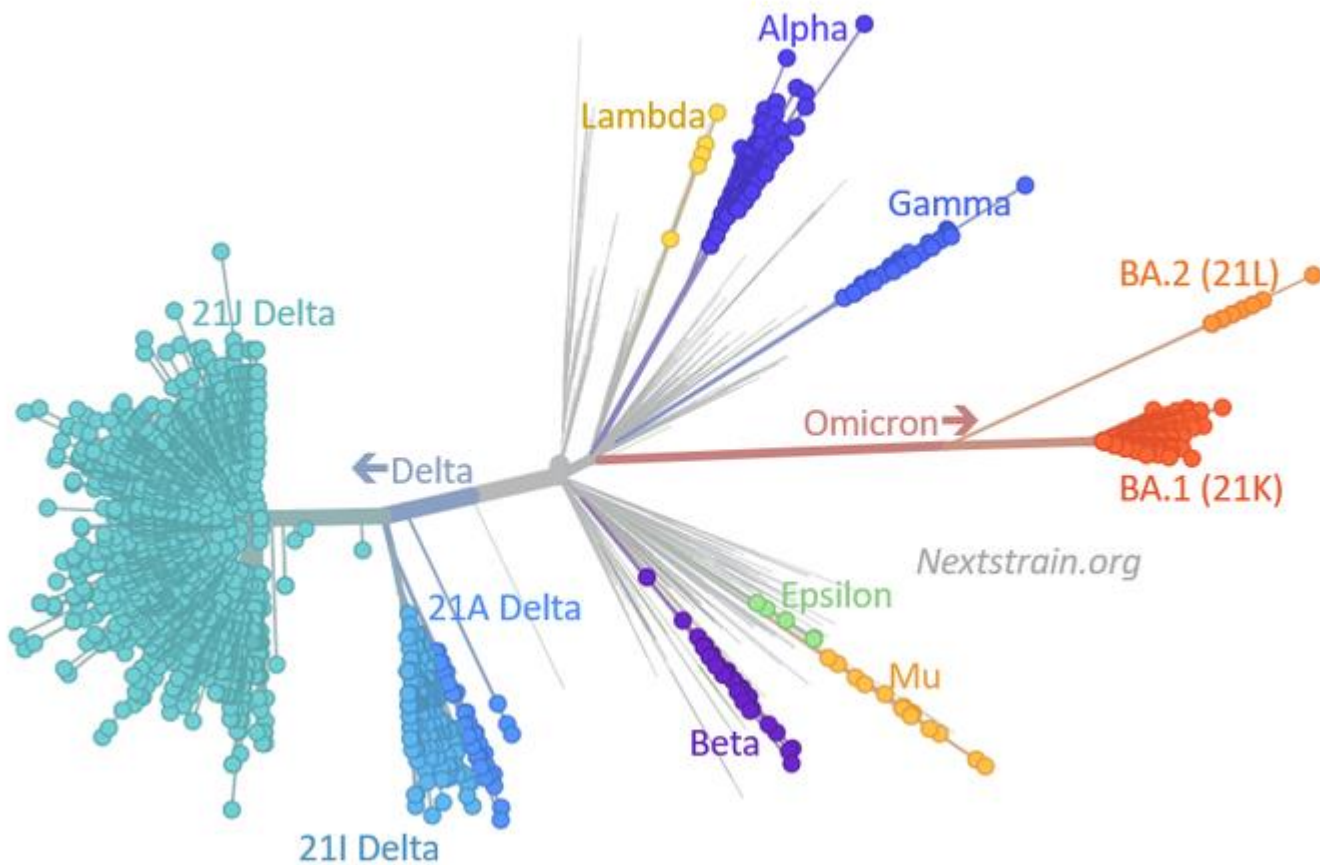 Alpha
Lambda
Gamma
BA.2 (21L)
21J Delta
Omicron→
←Delta
BA.1 (21K)
Nextstrain.org
21A Delta
Epsilon
Mu
Beta
21I Delta